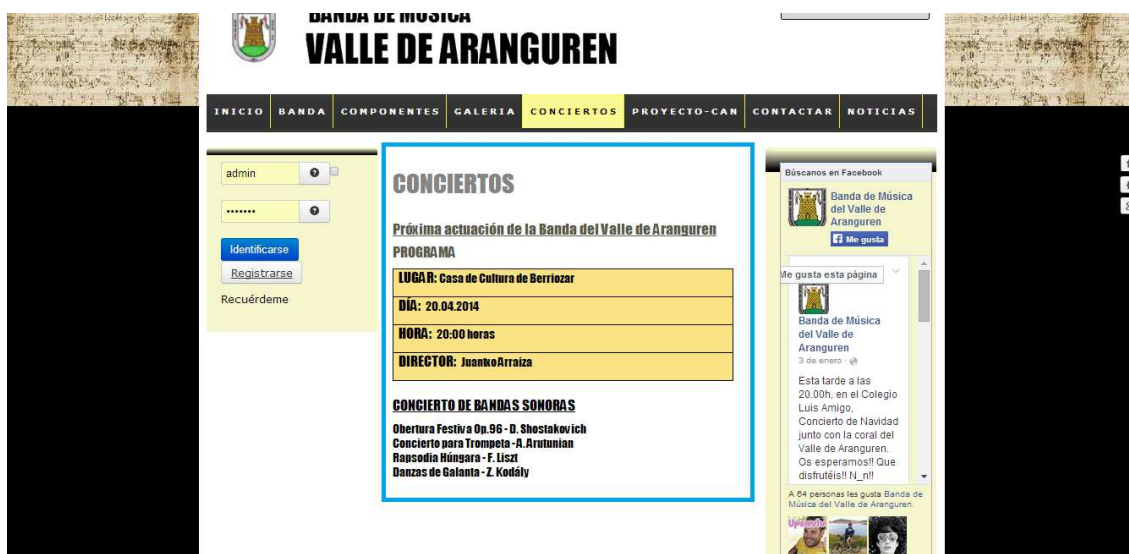 BANDA DE MÚSICA
VALLE DE ARANGUREN
INICIO BANDA COMPONENTES GALERIA CONCIERTOS PROYECTO-CAN CONTACTAR NOTICIAS
admin
•••••••
Identificarse
Registrarse
Recuérdeme
CONCIERTOS
Próxima actuación de la Banda del Valle de Aranguren
PROGRAMA
LUGAR: Casa de Cultura de Berriozar
DÍA: 20.04.2014
HORA: 20:00 horas
DIRECTOR: Juantxo Arraiza
CONCIERTO DE BANDAS SONORAS
Obertura Festiva Op.96 - D. Shostakovich
Concierto para Trompeta -A. Arutunian
Rapsodia Húngara - F. Liszt
Danzas de Galanta - Z. Kodály
Búscanos en Facebook
Banda de Música
del Valle de
Aranguren
Me gusta
Me gusta esta página
Banda de Música
del Valle de
Aranguren
3 de enero
Esta tarde a las
20.00h, en el Colegio
Luis Amigo,
Concierto de Navidad
junto con la coral del
Valle de Aranguren.
Os esperamos!! Que
disfrutéis!! N_n!!
A 64 personas les gusta Banda de
Música del Valle de Aranguren.